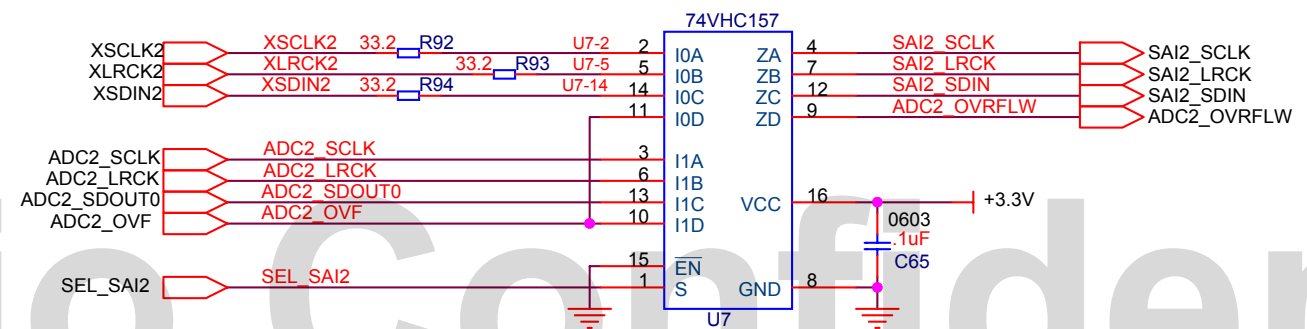 74VHC157
XSCLK2 XSCLK2 33.2 R92 U7-2 2 I0A ZA 4 SAI2_SCLK SAI2_SCLK
XLRCK2 XLRCK2 33.2 R93 U7-5 5 I0B ZB 7 SAI2_LRCK SAI2_LRCK
XSDIN2 XSDIN2 33.2 R94 U7-14 14 I0C ZC 12 SAI2_SDIN SAI2_SDIN
11 I0D ZD 9 ADC2_OVRFLW ADC2_OVRFLW
ADC2_SCLK ADC2_SCLK 3 I1A
ADC2_LRCK ADC2_LRCK 6 I1B
ADC2_SDOUT0 ADC2_SDOUT0 13 I1C VCC 16 +3.3V
ADC2_OVF ADC2_OVF 10 I1D 0603
.1uF
15 EN C65
SEL_SAI2 SEL_SAI2 1 S GND 8
U7
io Confiden